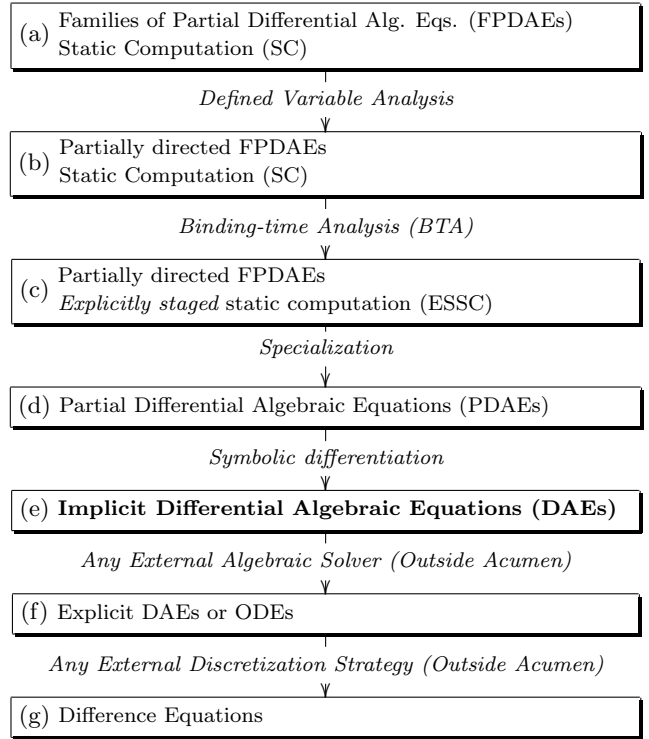 (a) Families of Partial Differential Alg. Eqs. (FPDAEs)
Static Computation (SC)
Defined Variable Analysis
(b) Partially directed FPDAEs
Static Computation (SC)
Binding-time Analysis (BTA)
(c) Partially directed FPDAEs
Explicitly staged static computation (ESSC)
Specialization
(d) Partial Differential Algebraic Equations (PDAEs)
Symbolic differentiation
(e) Implicit Differential Algebraic Equations (DAEs)
Any External Algebraic Solver (Outside Acumen)
(f) Explicit DAEs or ODEs
Any External Discretization Strategy (Outside Acumen)
(g) Difference Equations